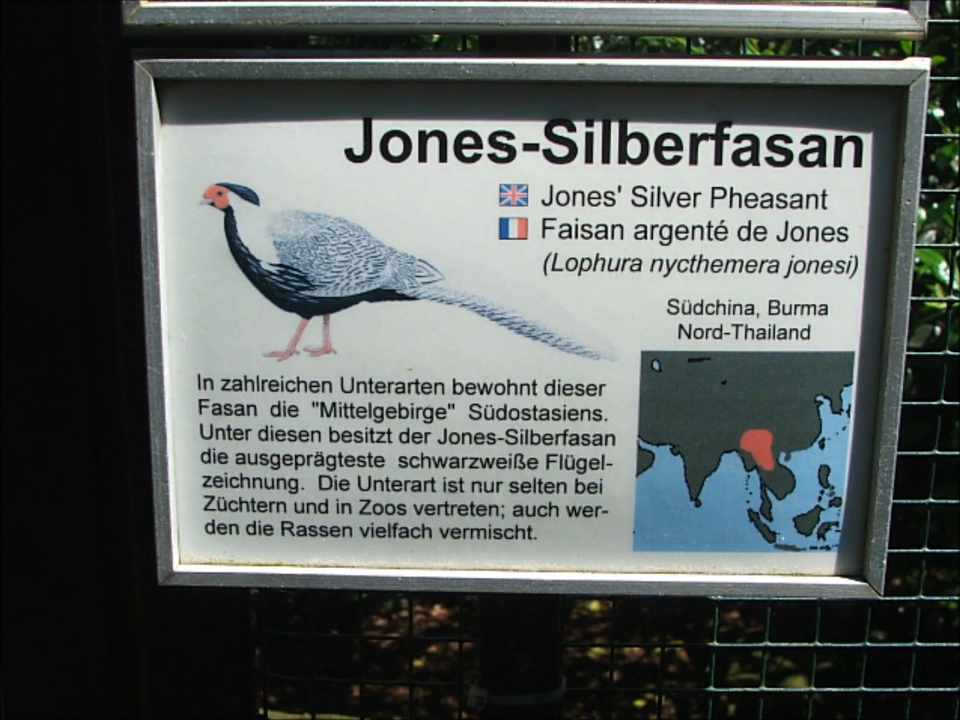 Jones-Silberfasan
Jones' Silver Pheasant
Faisan argenté de Jones
(Lophura nycthemera jonesi)
Südchina, Burma
Nord-Thailand
In zahlreichen Unterarten bewohnt dieser
Fasan die "Mittelgebirge" Südostasiens.
Unter diesen besitzt der Jones-Silberfasan
die ausgeprägteste schwarzweiße Flügel-
zeichnung. Die Unterart ist nur selten bei
Züchtern und in Zoos vertreten; auch wer-
den die Rassen vielfach vermischt.